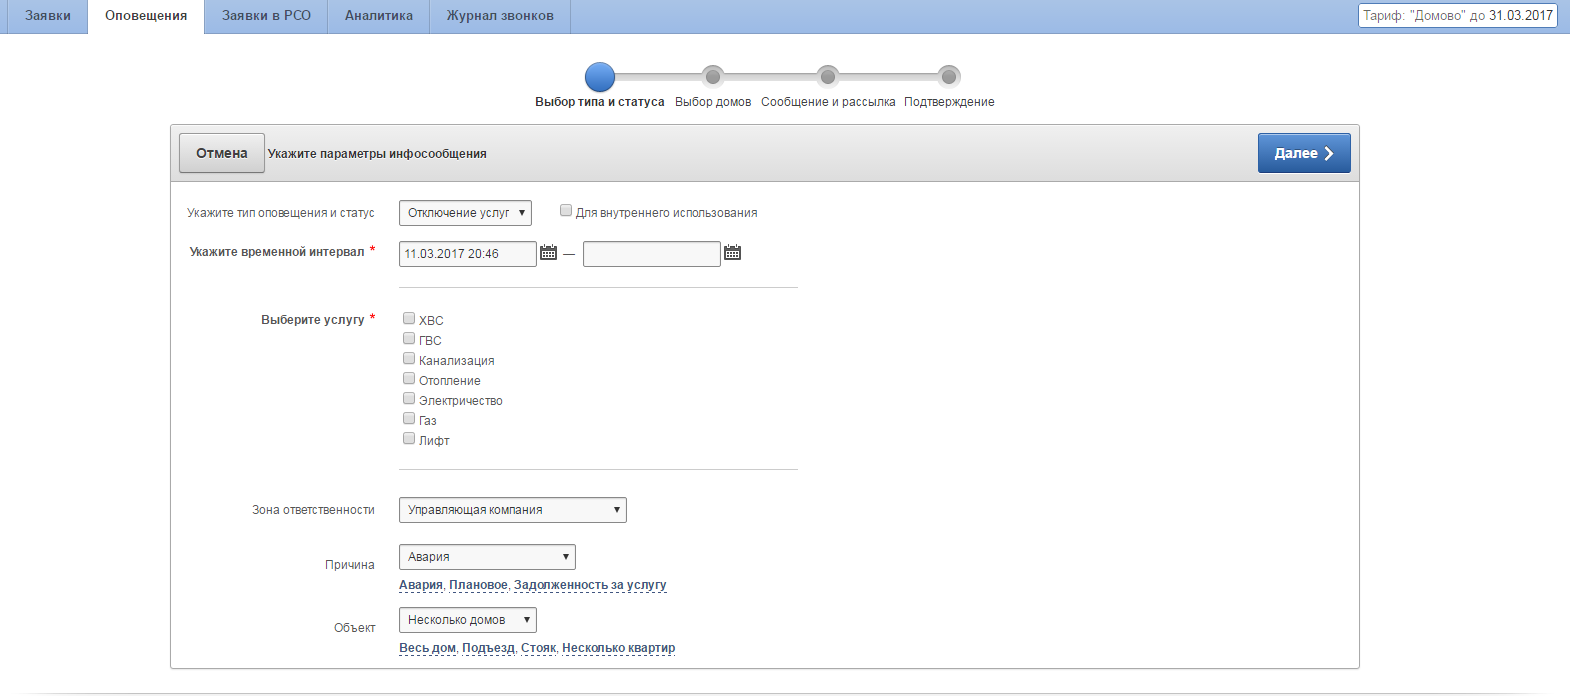 Заявки Оповещения Заявки в РСО Аналитика Журнал звонков Тариф: "Домово" до 31.03.2017
Выбор типа и статуса Выбор домов Сообщение и рассылка Подтверждение
Отмена Укажите параметры инфосообщения Далее
Укажите тип оповещения и статус Отключение услуг Для внутреннего использования
Укажите временной интервал * 11.03.2017 20:46 —
Выберите услугу * ХВС
ГВС
Канализация
Отопление
Электричество
Газ
Лифт
Зона ответственности Управляющая компания
Причина Авария
Авария, Плановое, Задолженность за услугу
Объект Несколько домов
Весь дом, Подъезд, Стояк, Несколько квартир